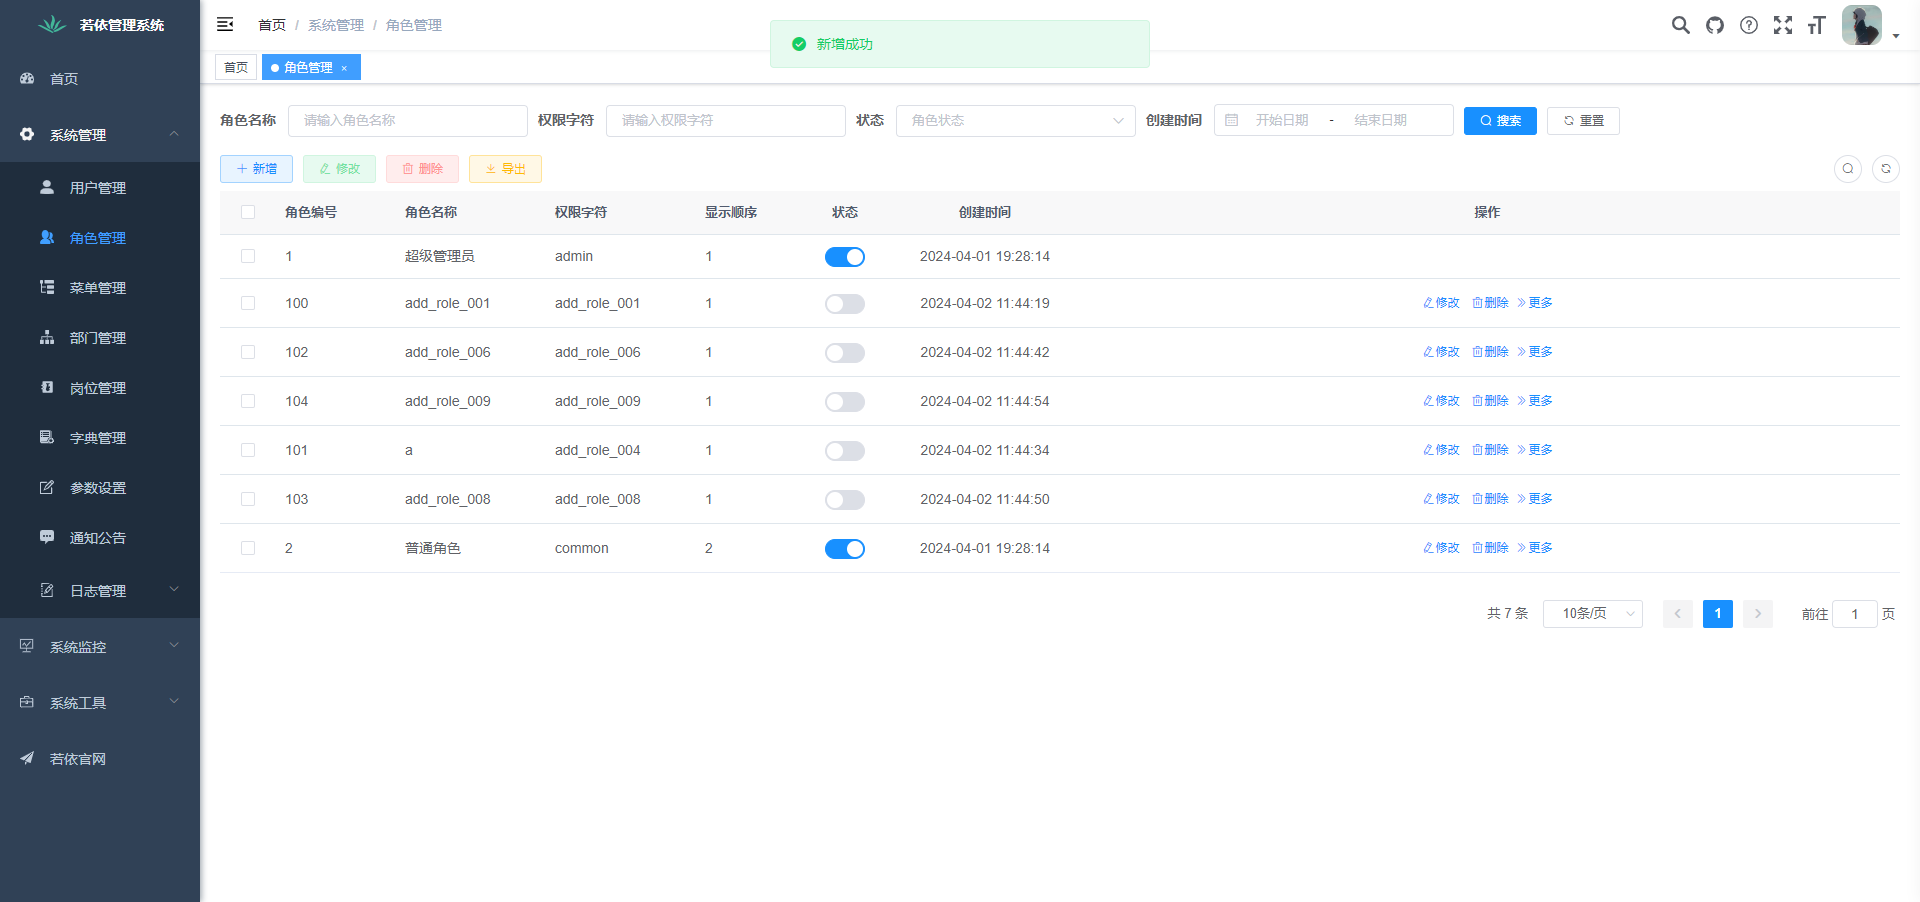 若依管理系统
首页
系统管理
用户管理
角色管理
菜单管理
部门管理
岗位管理
字典管理
参数设置
通知公告
日志管理
系统监控
系统工具
若依官网
首页 / 系统管理 / 角色管理
新增成功
首页 角色管理 ×
角色名称 请输入角色名称 权限字符 请输入权限字符 状态 角色状态 创建时间 开始日期 - 结束日期 搜索 重置
新增 修改 删除 导出
角色编号 角色名称 权限字符 显示顺序 状态 创建时间 操作
1 超级管理员 admin 1 2024-04-01 19:28:14
100 add_role_001 add_role_001 1 2024-04-02 11:44:19 修改 删除 更多
102 add_role_006 add_role_006 1 2024-04-02 11:44:42 修改 删除 更多
104 add_role_009 add_role_009 1 2024-04-02 11:44:54 修改 删除 更多
101 a add_role_004 1 2024-04-02 11:44:34 修改 删除 更多
103 add_role_008 add_role_008 1 2024-04-02 11:44:50 修改 删除 更多
2 普通角色 common 2 2024-04-01 19:28:14 修改 删除 更多
共 7 条 10条/页 1 前往 1 页